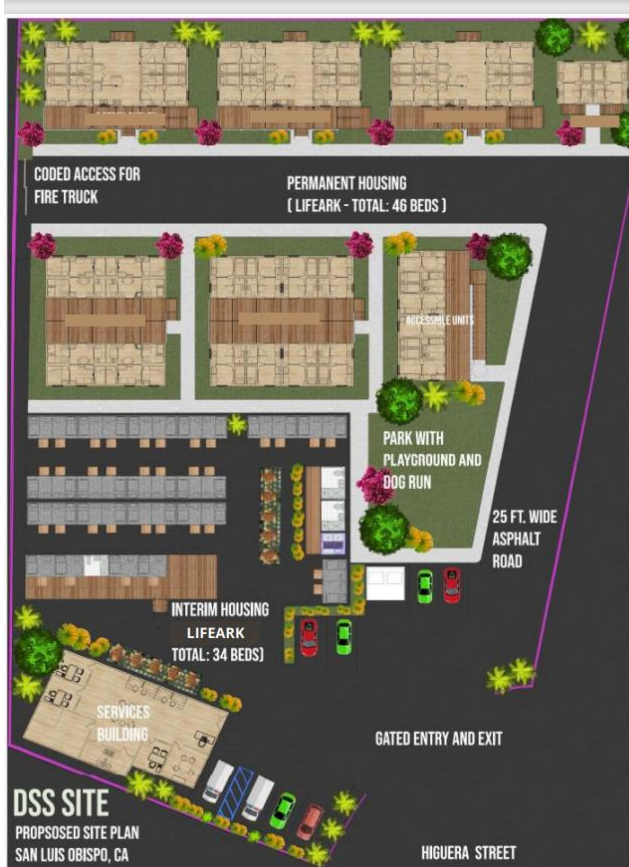 CODED ACCESS FOR
FIRE TRUCK
PERMANENT HOUSING
( LIFEARK - TOTAL: 46 BEDS )
ACCESSIBLE UNITS
PARK WITH
PLAYGROUND AND
DOG RUN
25 FT. WIDE
ASPHALT
ROAD
INTERIM HOUSING
LIFEARK
TOTAL: 34 BEDS)
SERVICES
BUILDING
GATED ENTRY AND EXIT
DSS SITE
PROPSOSED SITE PLAN
SAN LUIS OBISPO, CA
HIGUERA STREET